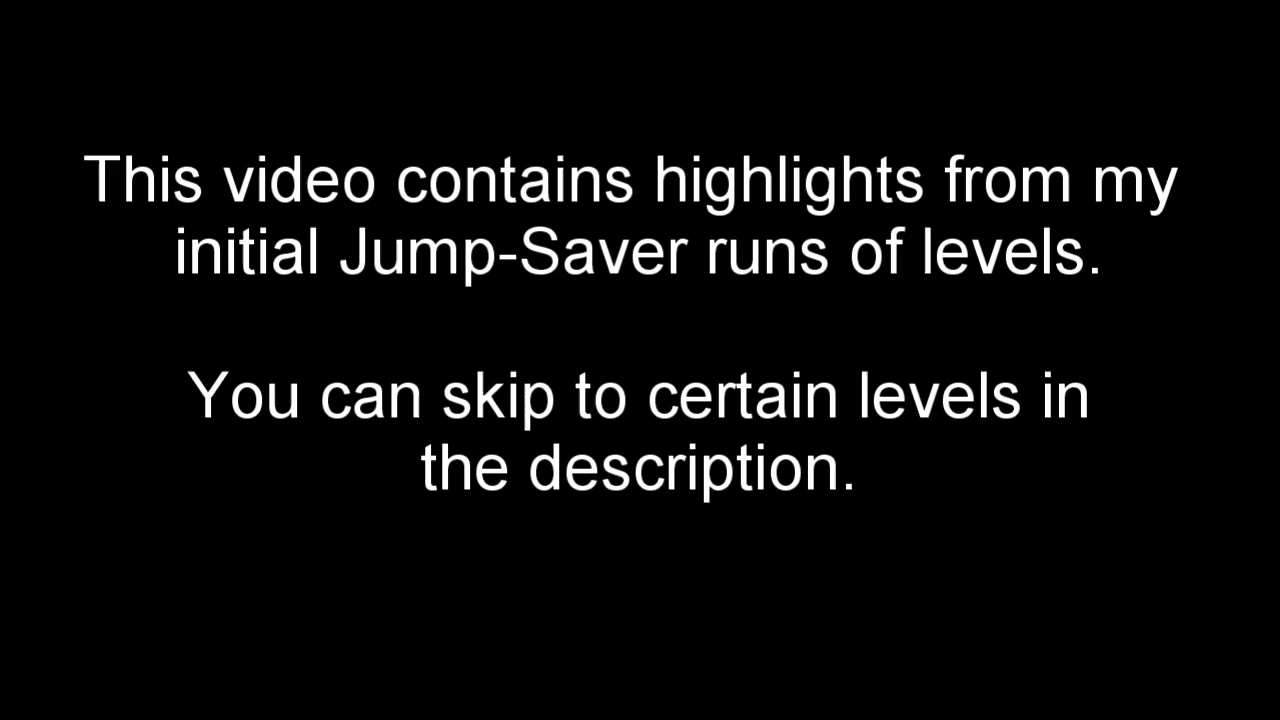 This video contains highlights from my
initial Jump-Saver runs of levels.
You can skip to certain levels in
the description.